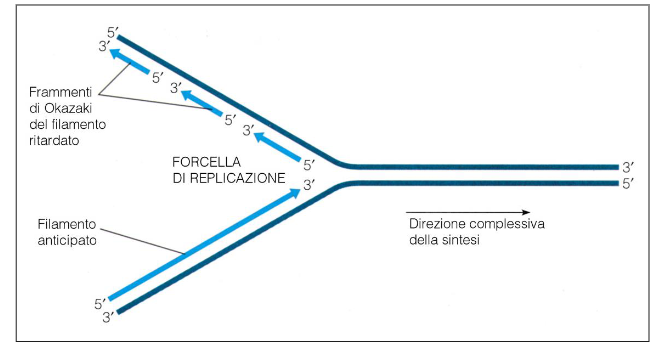 5′
3′
5′
3′
5′
3′
5′
Frammenti
di Okazaki
del filamento
ritardato
FORCELLA
DI REPLICAZIONE
3′
3′
5′
Filamento
anticipato
Direzione complessiva
della sintesi
5′
3′